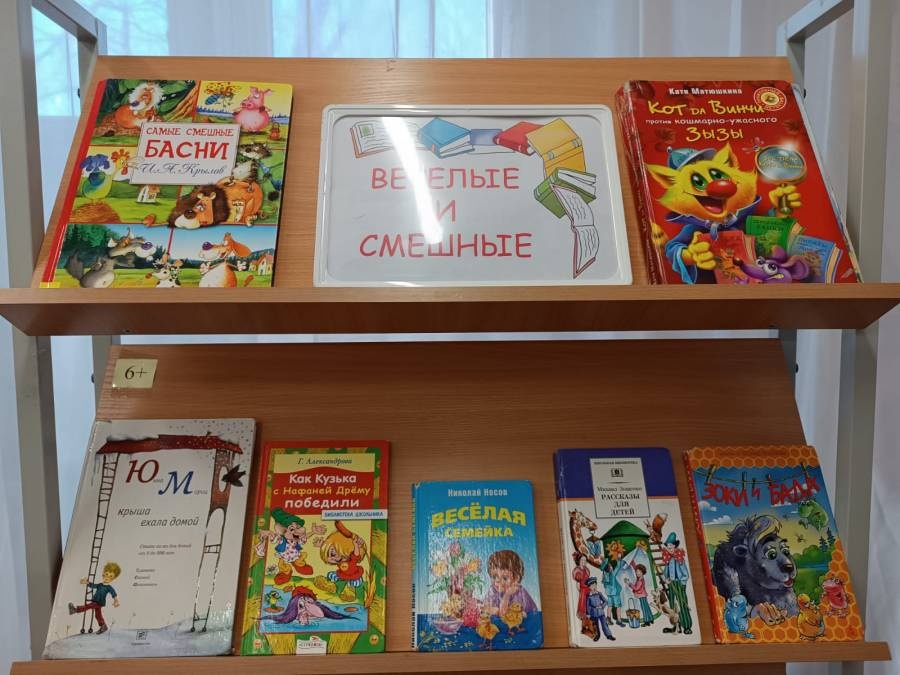 САМЫЕ СМЕШНЫЕ
БАСНИ
И.А. Крылов
ВЕСЕЛЫЕ
И
СМЕШНЫЕ
Катя Матюшкина
КОТ ДА ВИНЧИ
против кошмарно-ужасного
ЗЫЗЫ
6+
Юнна
Мориц
крыша
ехала домой
Г. Александрова
Как Кузька
с Нафаней Дрёму
победили
БИБЛИОТЕКА ШКОЛЬНИКА
Николай Носов
ВЕСЁЛАЯ
СЕМЕЙКА
Михаил Зощенко
РАССКАЗЫ
ДЛЯ
ДЕТЕЙ
ЗОКИ И БАДА